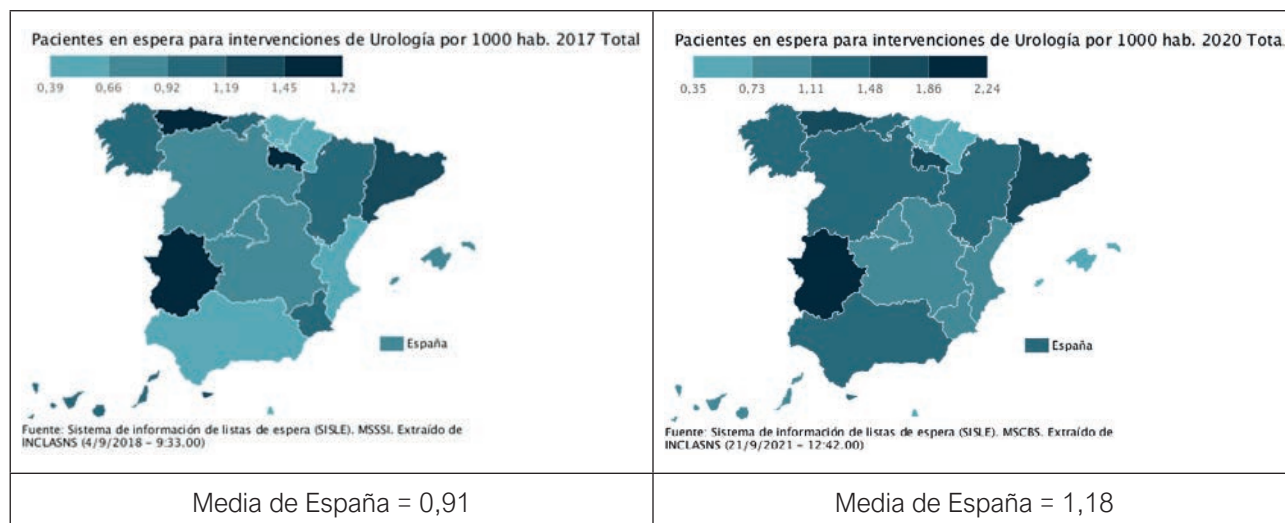 Pacientes en espera para intervenciones de Urología por 1000 hab. 2017 Total
0,39 0,66 0,92 1,19 1,45 1,72
España
Fuente: Sistema de información de listas de espera (SISLE). MSSSI. Extraído de
INCLASNS (4/9/2018 - 9:33.00)
Media de España = 0,91
Pacientes en espera para intervenciones de Urología por 1000 hab. 2020 Tota.
0,35 0,73 1,11 1,48 1,86 2,24
España
Fuente: Sistema de información de listas de espera (SISLE). MSCBS. Extraído de
INCLASNS (21/9/2021 - 12:42.00)
Media de España = 1,18